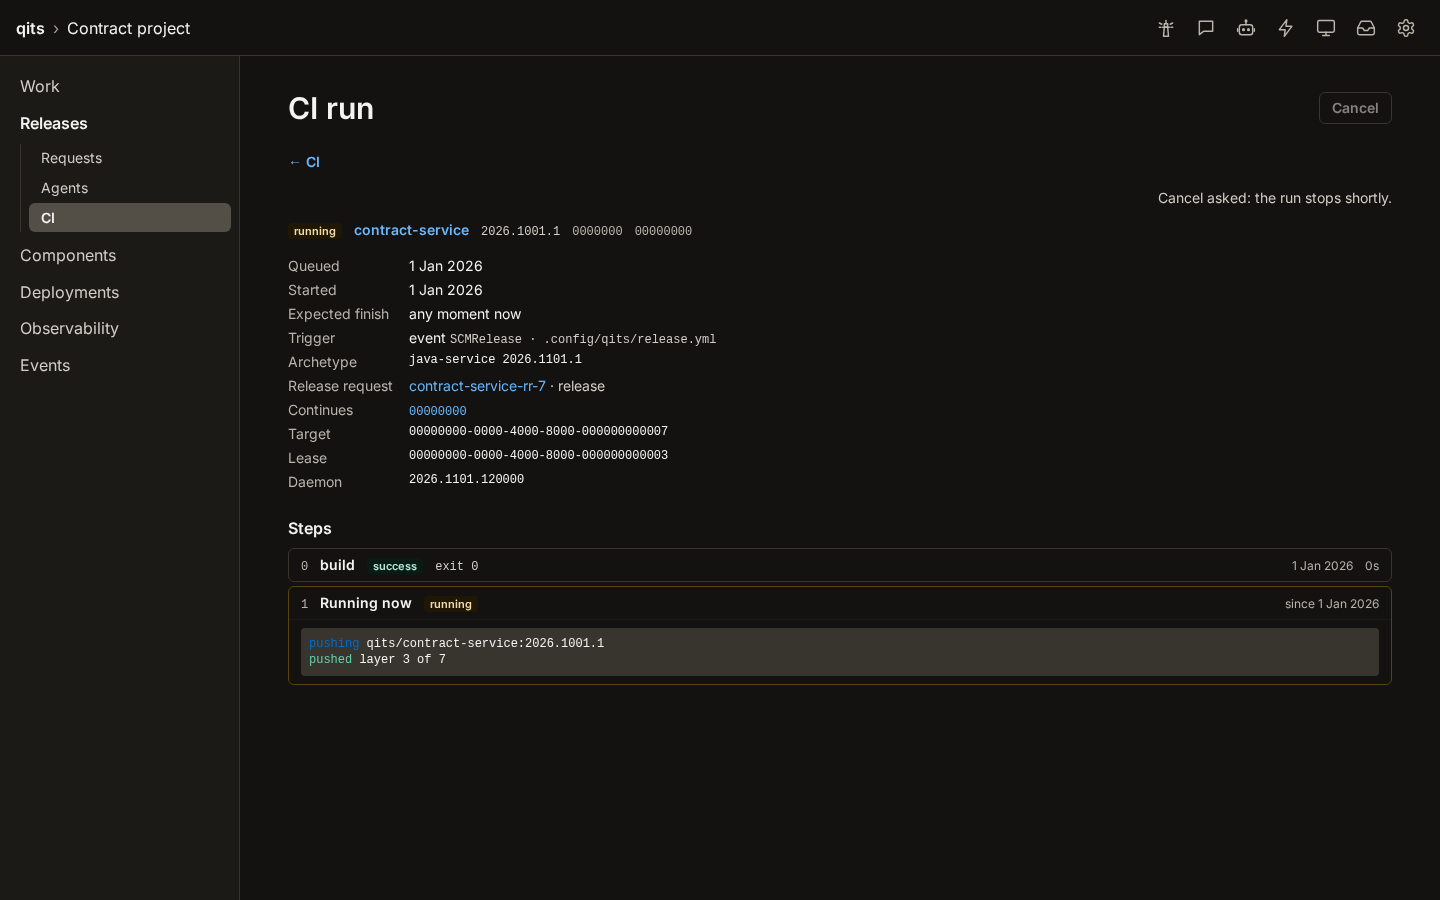 qits › Contract project
Work
Releases
Requests
Agents
CI
Components
Deployments
Observability
Events
CI run
Cancel
← CI
Cancel asked: the run stops shortly.
running contract-service 2026.1001.1 0000000 00000000
Queued 1 Jan 2026
Started 1 Jan 2026
Expected finish any moment now
Trigger event SCMRelease · .config/qits/release.yml
Archetype java-service 2026.1101.1
Release request contract-service-rr-7 · release
Continues 00000000
Target 00000000-0000-4000-8000-000000000007
Lease 00000000-0000-4000-8000-000000000003
Daemon 2026.1101.120000
Steps
0 build success exit 0 1 Jan 2026 0s
1 Running now running since 1 Jan 2026
pushing qits/contract-service:2026.1001.1
pushed layer 3 of 7